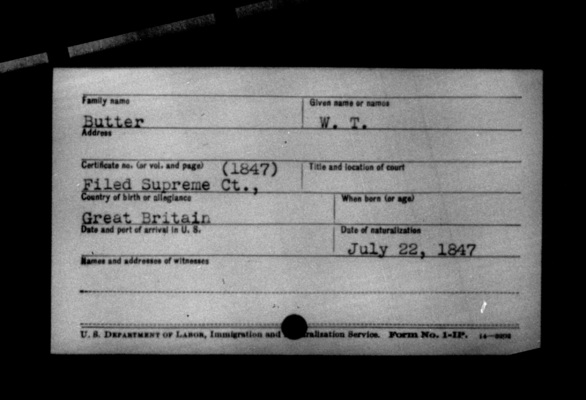 Family name
Given name or names
Butter
W. T.
Address
Certificate no. (or vol. and page) (1847)
Title and location of court
Filed Supreme Ct.,
Country of birth or allegiance
When born (or age)
Great Britain
Date and port of arrival in U. S.
Date of naturalization
July 22, 1847
Names and addresses of witnesses
U. S. Department of Labor, Immigration and ralization Service. Form No. 1-IP.